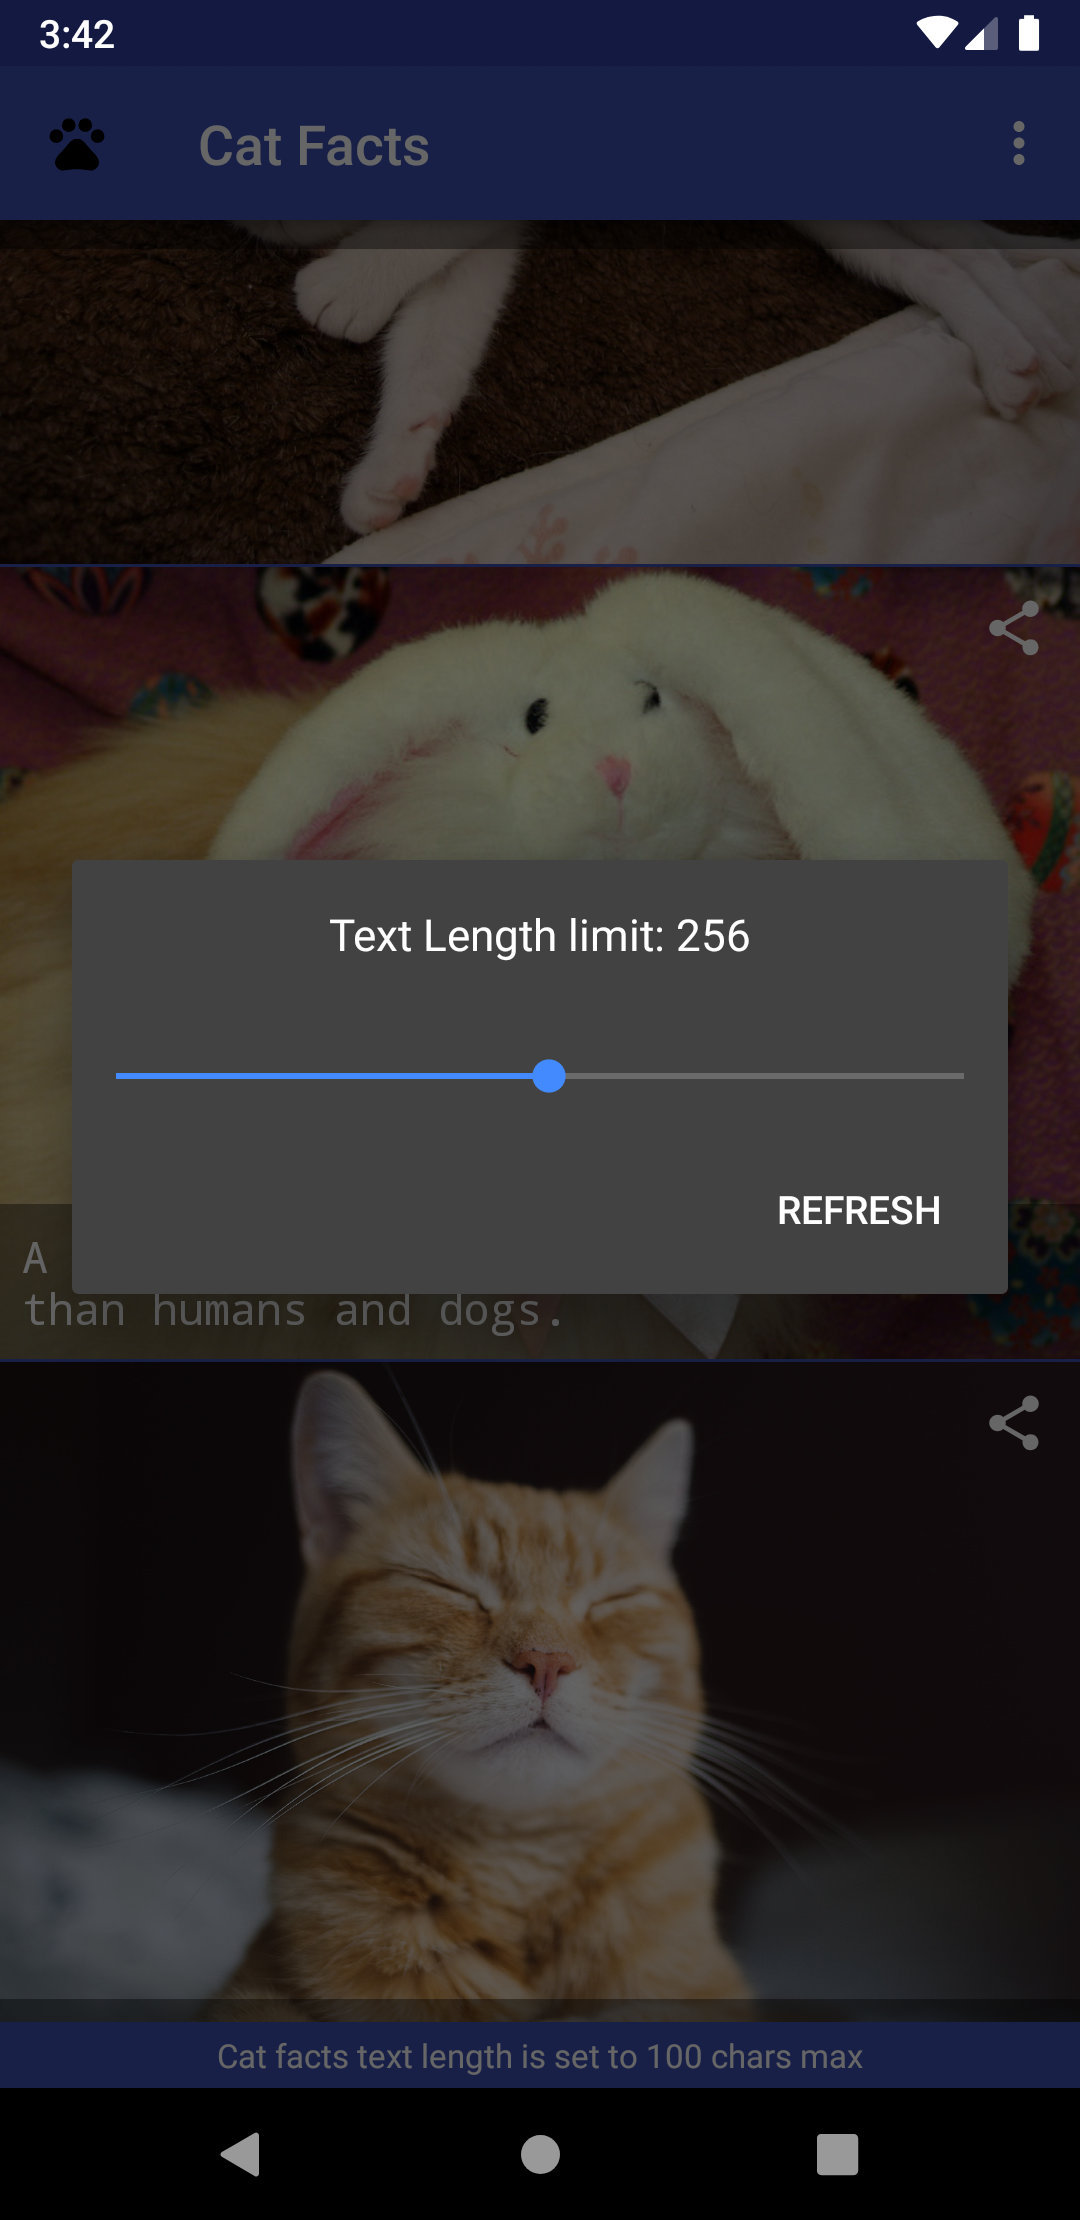 3:42
Cat Facts
Text Length limit: 256
REFRESH
A
than humans and dogs.
Cat facts text length is set to 100 chars max